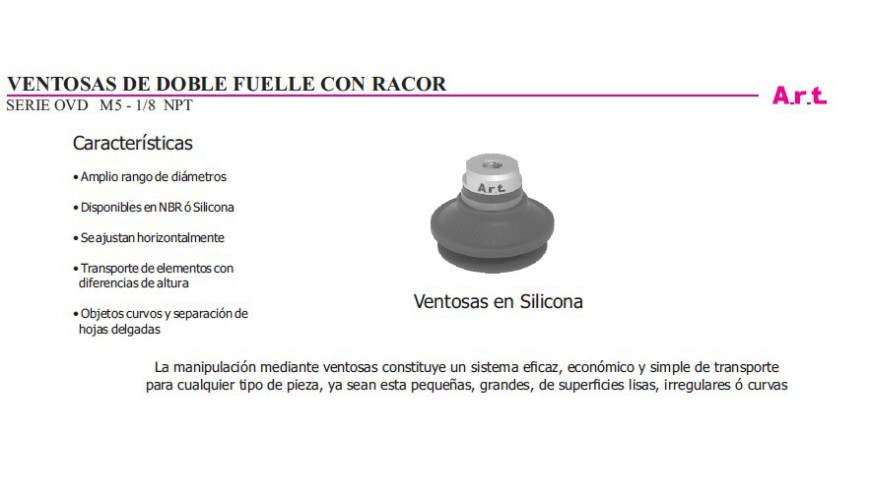 VENTOSAS DE DOBLE FUELLE CON RACOR
A.r.t.
SERIE OVD M5 - 1/8 NPT
Características
• Amplio rango de diámetros
• Disponibles en NBR ó Silicona
• Se ajustan horizontalmente
• Transporte de elementos con
diferencias de altura
• Objetos curvos y separación de
hojas delgadas
A.r.t.
Ventosas en Silicona
La manipulación mediante ventosas constituye un sistema eficaz, económico y simple de transporte
para cualquier tipo de pieza, ya sean esta pequeñas, grandes, de superficies lisas, irregulares ó curvas